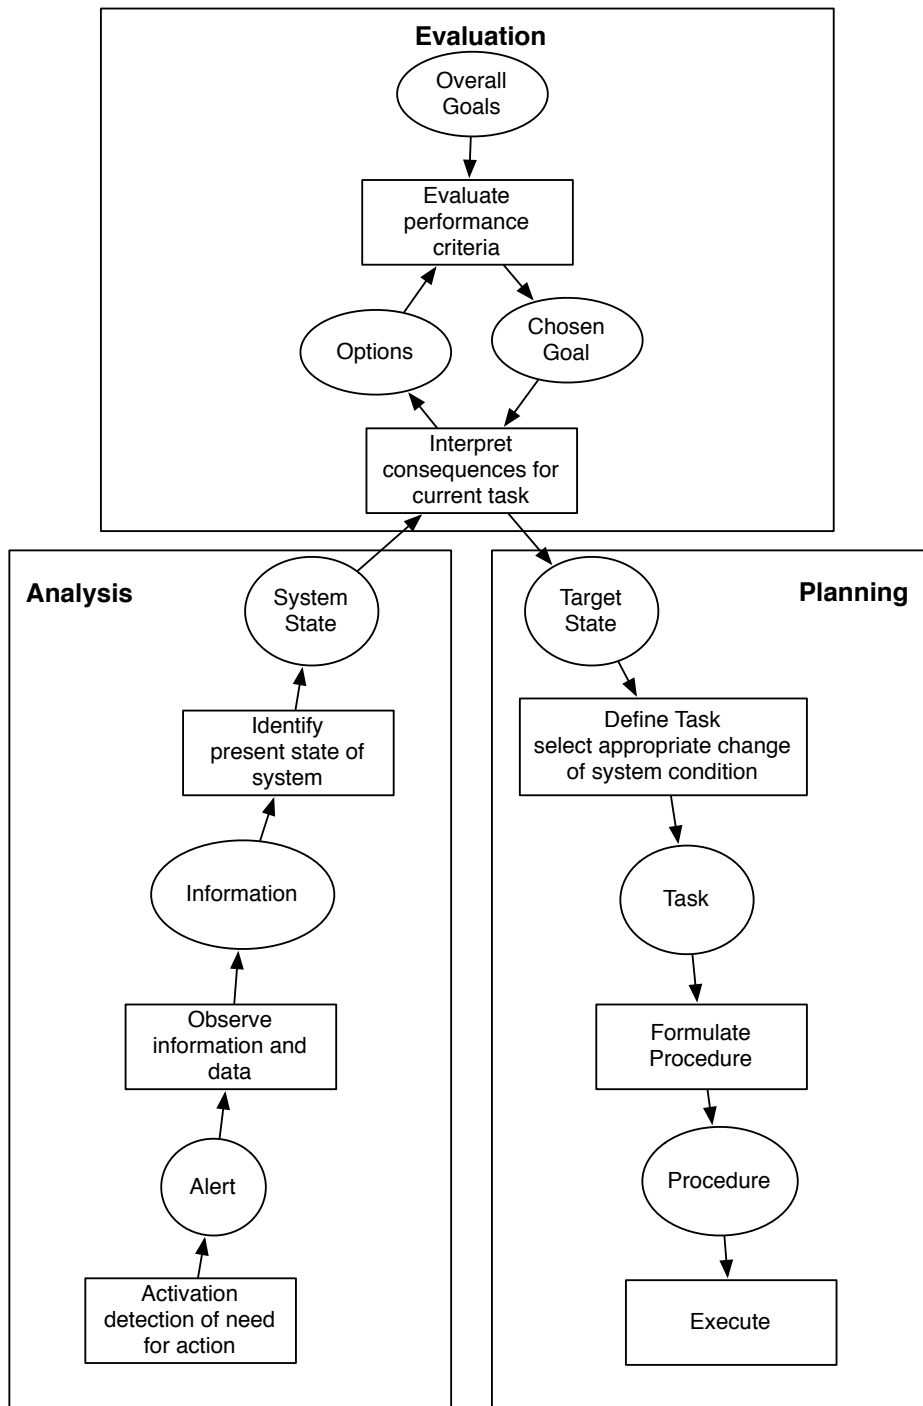 Evaluation
Overall
Goals
Evaluate
performance
criteria
Options
Chosen
Goal
Interpret
consequences for
current task
Analysis
System
State
Identify
present state of
system
Information
Observe
information and
data
Alert
Activation
detection of need
for action
Planning
Target
State
Define Task
select appropriate change
of system condition
Task
Formulate
Procedure
Procedure
Execute